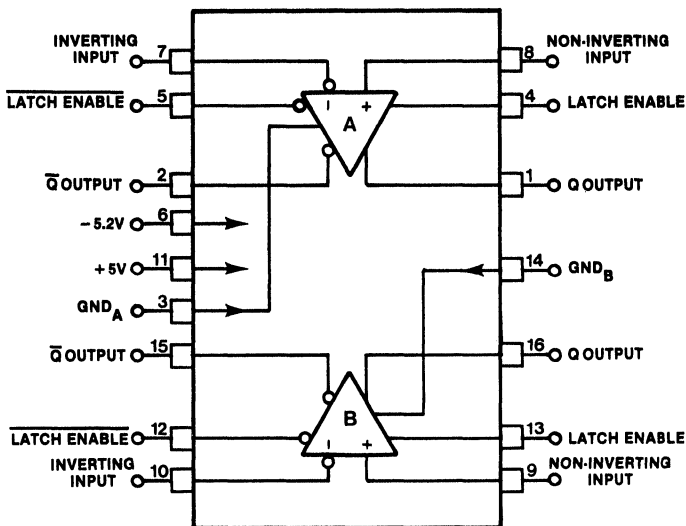 INVERTING
INPUT
7
8
NON-INVERTING
INPUT
LATCH ENABLE
5
4
LATCH ENABLE
− +
A
Q̅ OUTPUT
2
1
Q OUTPUT
−5.2V
6
+5V
11
14
GND_B
GND_A
3
Q̅ OUTPUT
15
16
Q OUTPUT
B
− +
LATCH ENABLE
12
13
LATCH ENABLE
INVERTING
INPUT
10
9
NON-INVERTING
INPUT